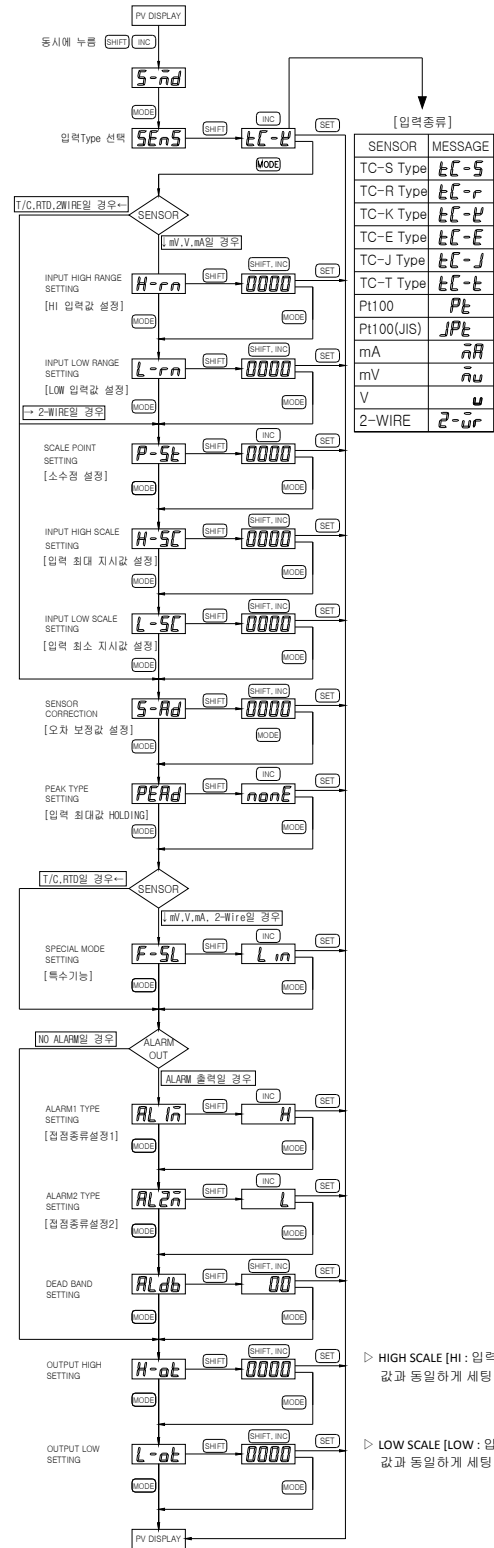 PV DISPLAY
동시에 누름 SHIFT INC
S-md
MODE
입력Type 선택 SEnS SHIFT INC tC-K SET
MODE
[입력종류]
SENSOR MESSAGE
TC-S Type tC-S
TC-R Type tC-r
TC-K Type tC-K
TC-E Type tC-E
TC-J Type tC-J
TC-T Type tC-t
Pt100 Pt
Pt100(JIS) JPt
mA mA
mV mu
V u
2-WIRE 2-wr
T/C,RTD,2WIRE일 경우←
SENSOR
↓mV,V,mA일 경우
INPUT HIGH RANGE
SETTING
[HI 입력값 설정]
H-rn SHIFT SHIFT, INC 0000 SET
MODE MODE
INPUT LOW RANGE
SETTING
[LOW 입력값 설정]
L-rn SHIFT SHIFT, INC 0000 SET
→ 2-WIRE일 경우
MODE MODE
SCALE POINT
SETTING
[소수점 설정]
P-St SHIFT INC 0000 SET
MODE MODE
INPUT HIGH SCALE
SETTING
[입력 최대 지시값 설정]
H-SC SHIFT SHIFT, INC 0000 SET
MODE MODE
INPUT LOW SCALE
SETTING
[입력 최소 지시값 설정]
L-SC SHIFT SHIFT, INC 0000 SET
MODE MODE
SENSOR
CORRECTION
[오차 보정값 설정]
S-Ad SHIFT SHIFT, INC 0000 SET
MODE MODE
PEAK TYPE
SETTING
[입력 최대값 HOLDING]
PEAd SHIFT INC nonE SET
MODE MODE
T/C,RTD일 경우←
SENSOR
↓mV,V,mA, 2-Wire일 경우
SPECIAL MODE
SETTING
[특수기능]
F-SL SHIFT INC Lin SET
MODE MODE
NO ALARM일 경우
ALARM
OUT
ALARM 출력일 경우
ALARM1 TYPE
SETTING
[접점종류설정1]
AL1m SHIFT INC H SET
MODE MODE
ALARM2 TYPE
SETTING
[접점종류설정2]
AL2m SHIFT INC L SET
MODE MODE
DEAD BAND
SETTING
ALdb SHIFT SHIFT, INC 00 SET
MODE MODE
OUTPUT HIGH
SETTING
H-ot SHIFT SHIFT, INC 0000 SET
MODE MODE
▷ HIGH SCALE [HI : 입력
값과 동일하게 세팅
OUTPUT LOW
SETTING
L-ot SHIFT SHIFT, INC 0000 SET
MODE MODE
▷ LOW SCALE [LOW : 입
값과 동일하게 세팅
PV DISPLAY